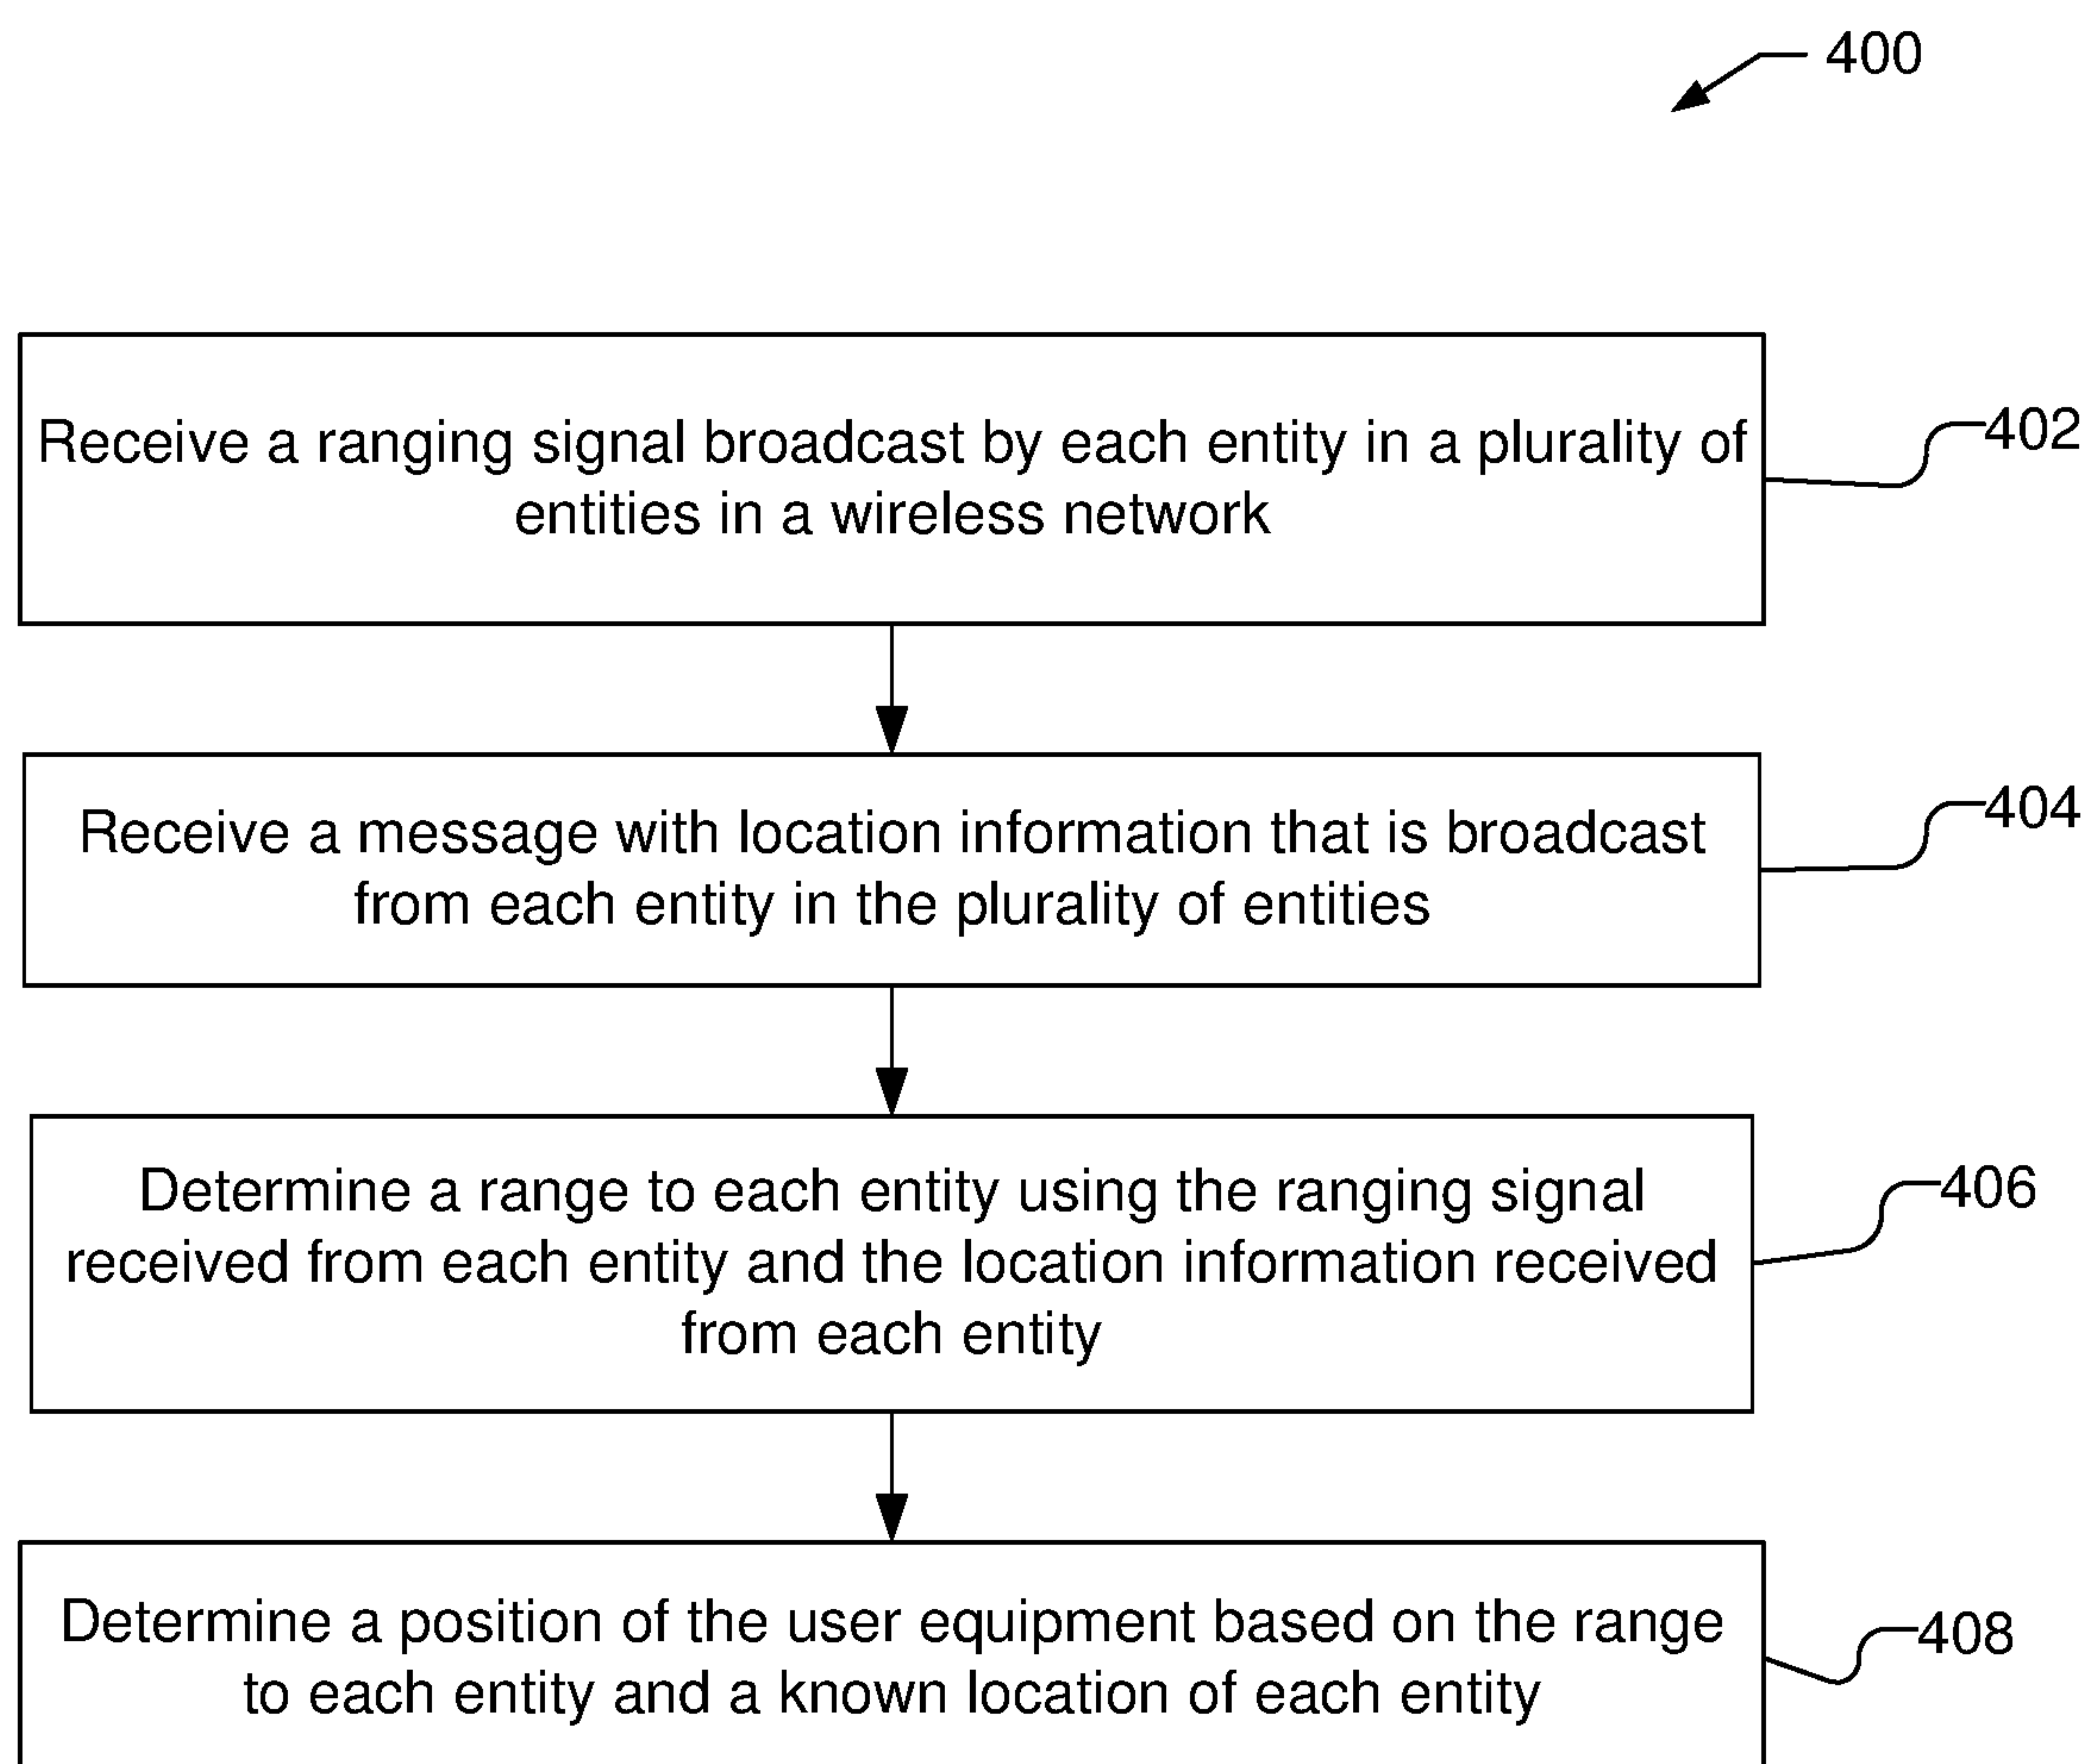 400
Receive a ranging signal broadcast by each entity in a plurality of
entities in a wireless network
402
Receive a message with location information that is broadcast
from each entity in the plurality of entities
404
Determine a range to each entity using the ranging signal
received from each entity and the location information received
from each entity
406
Determine a position of the user equipment based on the range
to each entity and a known location of each entity
408